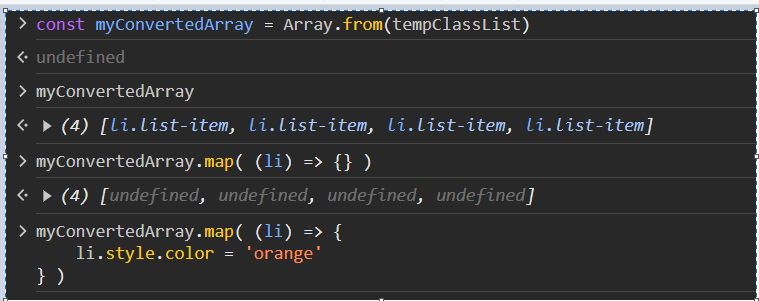 > const myConvertedArray = Array.from(tempClassList)
< undefined
> myConvertedArray
< ▶ (4) [li.list-item, li.list-item, li.list-item, li.list-item]
> myConvertedArray.map( (li) => {} )
< ▶ (4) [undefined, undefined, undefined, undefined]
> myConvertedArray.map( (li) => {
li.style.color = 'orange'
} )